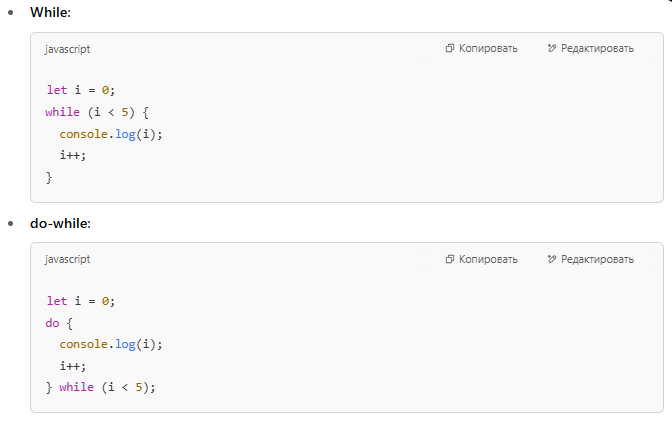 While:
javascript Копировать Редактировать
let i = 0;
while (i < 5) {
  console.log(i);
  i++;
}
do-while:
javascript Копировать Редактировать
let i = 0;
do {
  console.log(i);
  i++;
} while (i < 5);